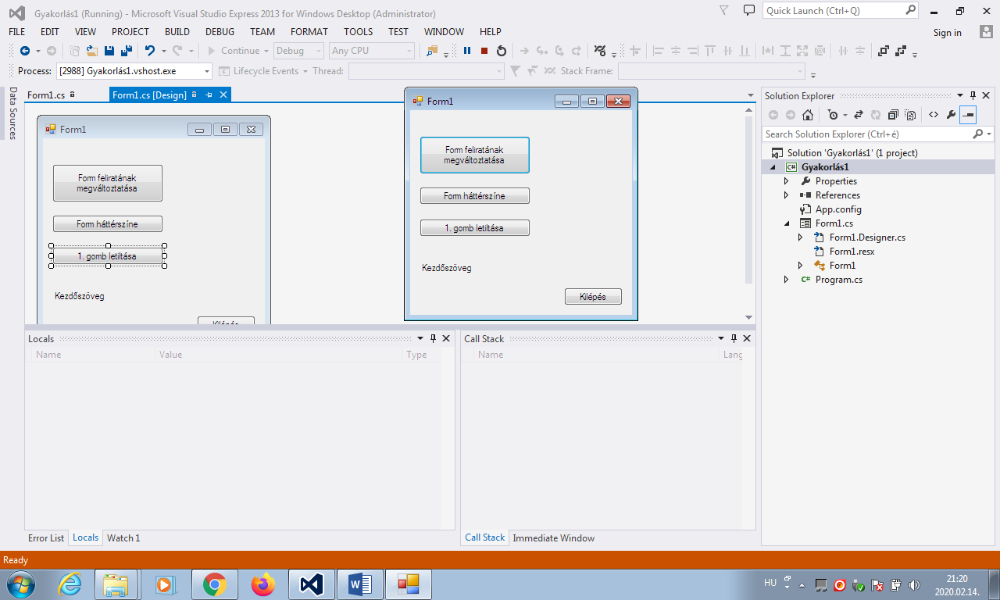 Gyakorlás1 (Running) - Microsoft Visual Studio Express 2013 for Windows Desktop (Administrator)
Quick Launch (Ctrl+Q)
FILE EDIT VIEW PROJECT BUILD DEBUG TEAM FORMAT TOOLS TEST WINDOW HELP
Sign in
Continue Debug Any CPU
Process: [2988] Gyakorlás1.vshost.exe Lifecycle Events Thread: Stack Frame:
Data Sources
Form1.cs Form1.cs [Design]
Form1
Form feliratának
megváltoztatása
Form háttérszíne
1. gomb letiltása
Kezdőszöveg
Kilépés
Form1
Form feliratának
megváltoztatása
Form háttérszíne
1. gomb letiltása
Kezdőszöveg
Kilépés
Solution Explorer
Search Solution Explorer (Ctrl+é)
Solution 'Gyakorlás1' (1 project)
C# Gyakorlás1
Properties
References
App.config
Form1.cs
Form1.Designer.cs
Form1.resx
Form1
C# Program.cs
Locals
Name Value Type
Call Stack
Name Lang
Error List Locals Watch 1
Call Stack Immediate Window
Ready
HU
21:20
2020.02.14.